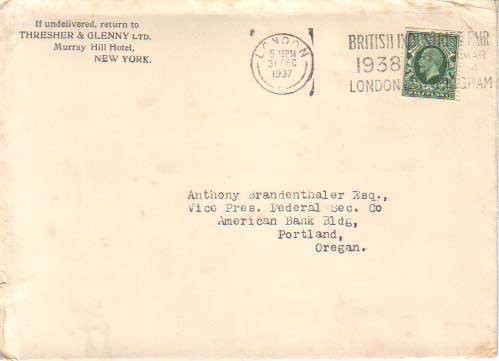 If undelivered, return to
THRESHER & GLENNY LTD.
Murray Hill Hotel,
NEW YORK.
LONDON
5 PM
31 DEC
1937
BRITISH FAIR
1938
LONDON
HALFPENNY
Anthony Brandenthaler Esq.,
Vice Pres. Federal Sec. Co
American Bank Bldg,
Portland,
Oregan.